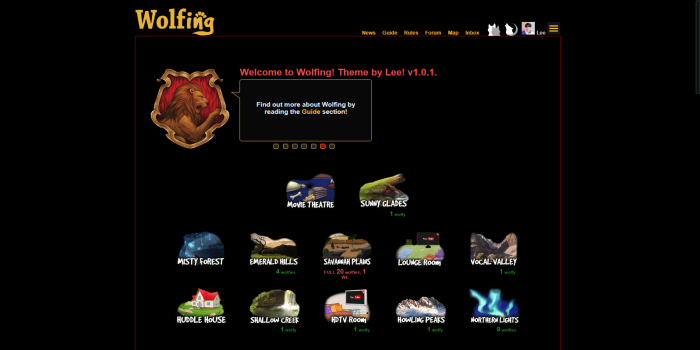 Wolfing
News Guide Rules Forum Map Inbox Lee
Welcome to Wolfing! Theme by Lee! v1.0.1.
Find out more about Wolfing by
reading the Guide section!
MOVIE THEATRE
SUNNY GLADES
1 wolfy
MISTY FOREST
EMERALD HILLS
4 wolfies
SAVANNAH PLAINS
FULL 20 wolfies, 1
VL
LOUNGE ROOM
VOCAL VALLEY
1 wolfy
HUDDLE HOUSE
SHALLOW CREEK
1 wolfy
HDTV ROOM
1 wolfy
HOWLING PEAKS
1 wolfy
NORTHERN LIGHTS
9 wolfies